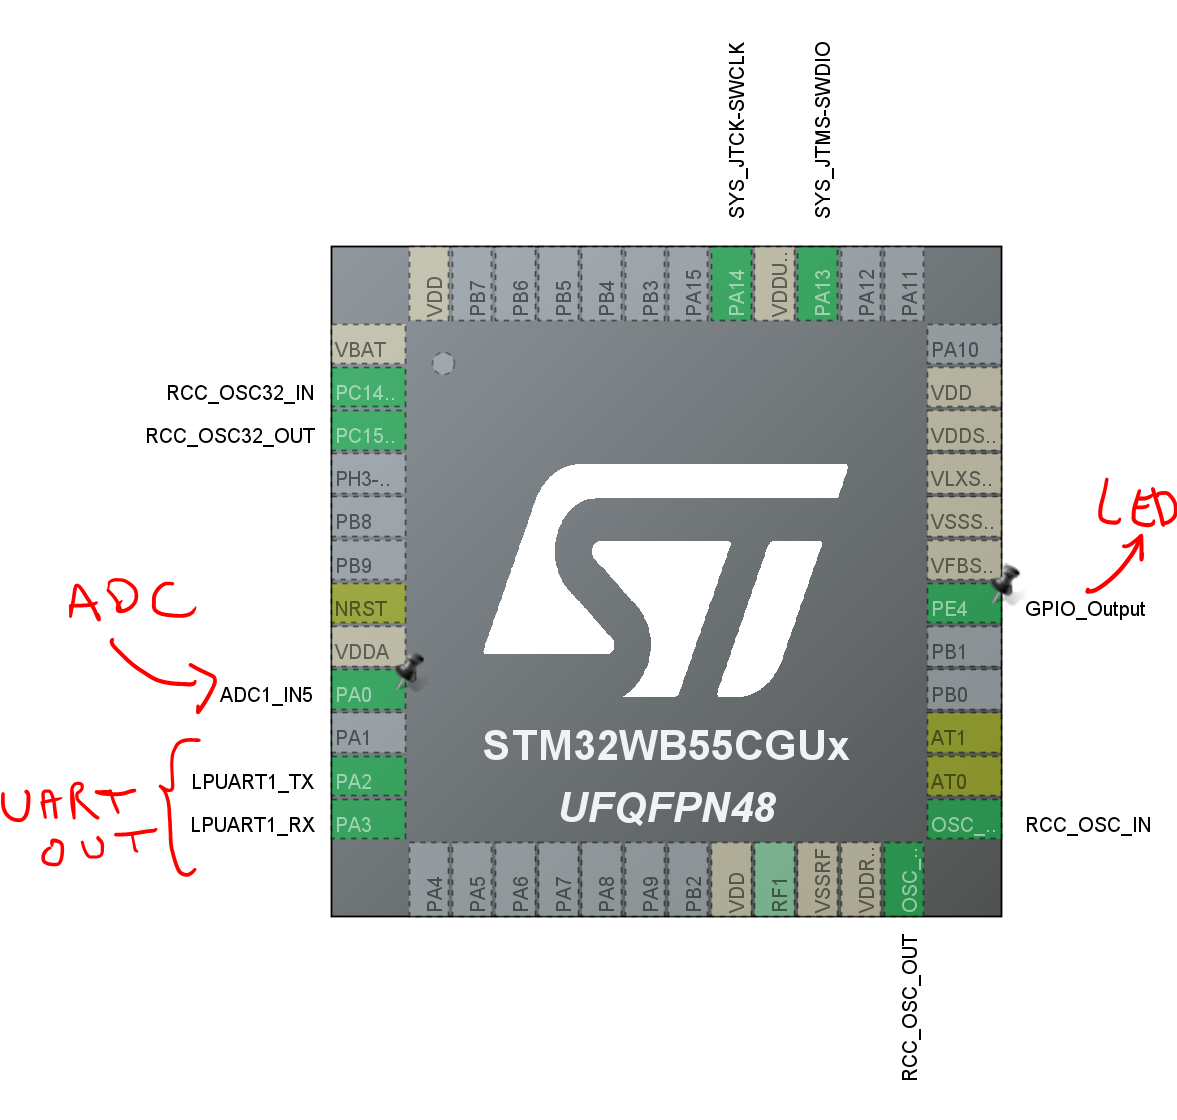 SYS_JTCK-SWCLK
SYS_JTMS-SWDIO
VDD
PB7
PB6
PB5
PB4
PB3
PA15
PA14
VDDU..
PA13
PA12
PA11
VBAT
RCC_OSC32_IN
PC14..
RCC_OSC32_OUT
PC15..
PH3-..
PB8
PB9
NRST
VDDA
ADC
ADC1_IN5
PA0
PA1
LPUART1_TX
PA2
LPUART1_RX
PA3
UART
OUT
PA10
VDD
VDDS..
VLXS..
VSSS..
VFBS..
LED
PE4
GPIO_Output
PB1
PB0
AT1
AT0
OSC_..
RCC_OSC_IN
ST
STM32WB55CGUx
UFQFPN48
PA4
PA5
PA6
PA7
PA8
PA9
PB2
VDD
RF1
VSSRF
VDDR..
OSC_..
RCC_OSC_OUT